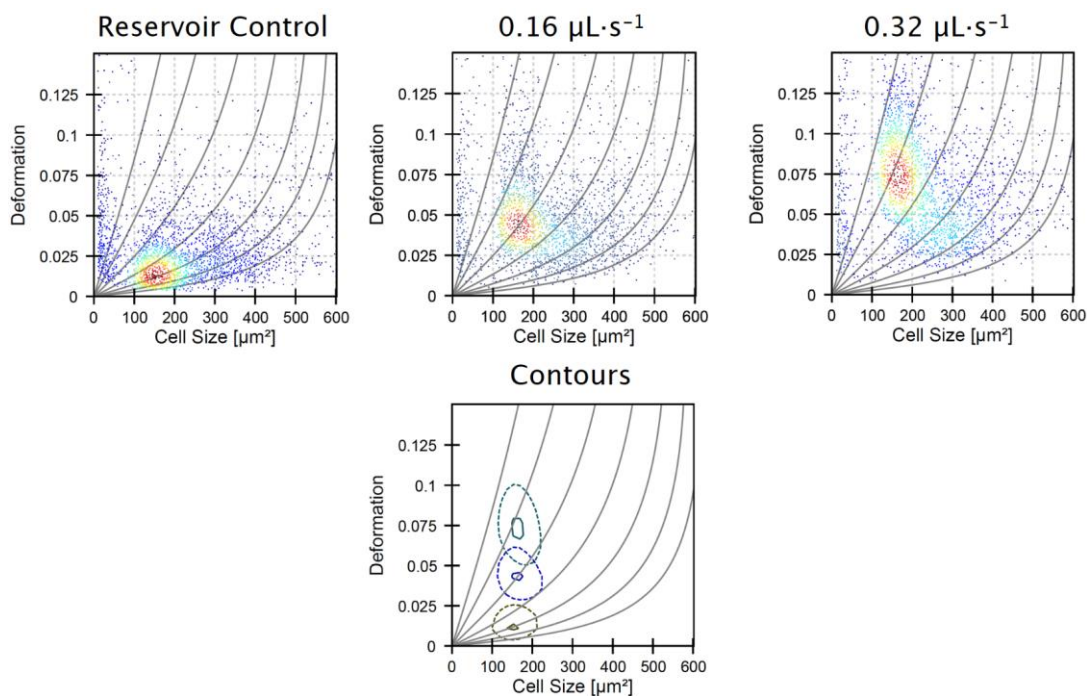 Reservoir Control
0.16 µL·s⁻¹
0.32 µL·s⁻¹
Deformation
0.125
0.1
0.075
0.05
0.025
0
0 100 200 300 400 500 600
Cell Size [µm²]
Deformation
0.125
0.1
0.075
0.05
0.025
0
0 100 200 300 400 500 600
Cell Size [µm²]
Deformation
0.125
0.1
0.075
0.05
0.025
0
0 100 200 300 400 500 600
Cell Size [µm²]
Contours
Deformation
0.125
0.1
0.075
0.05
0.025
0
0 100 200 300 400 500 600
Cell Size [µm²]